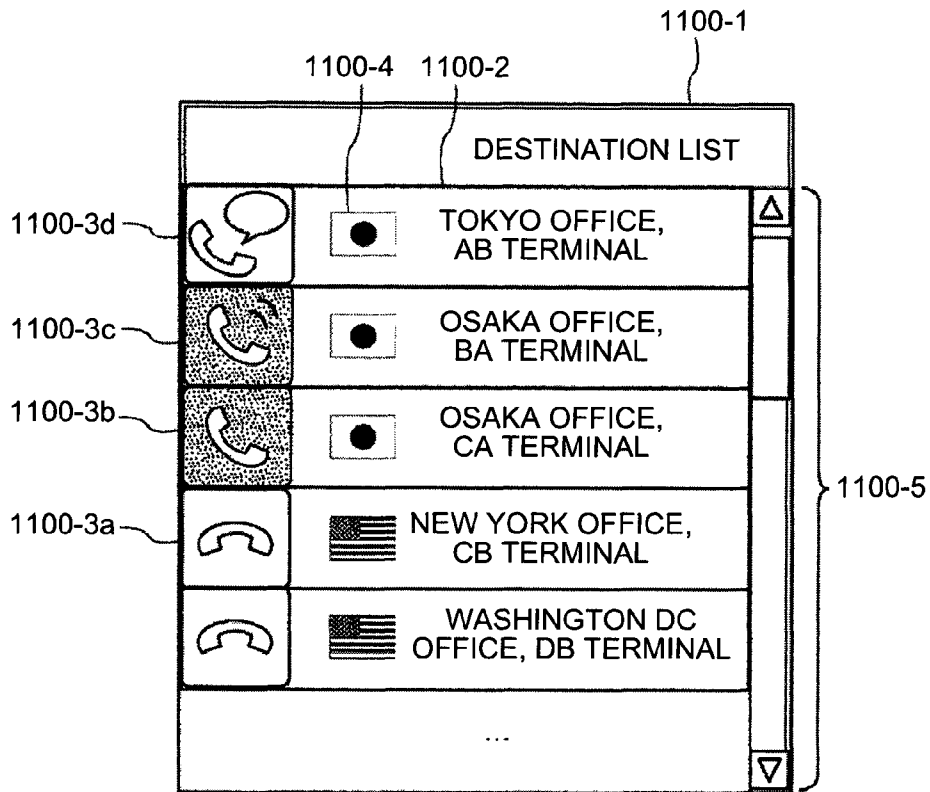 1100-1
1100-4
1100-2
DESTINATION LIST
1100-3d
TOKYO OFFICE,
AB TERMINAL
1100-3c
OSAKA OFFICE,
BA TERMINAL
1100-3b
OSAKA OFFICE,
CA TERMINAL
1100-5
1100-3a
NEW YORK OFFICE,
CB TERMINAL
WASHINGTON DC
OFFICE, DB TERMINAL
...